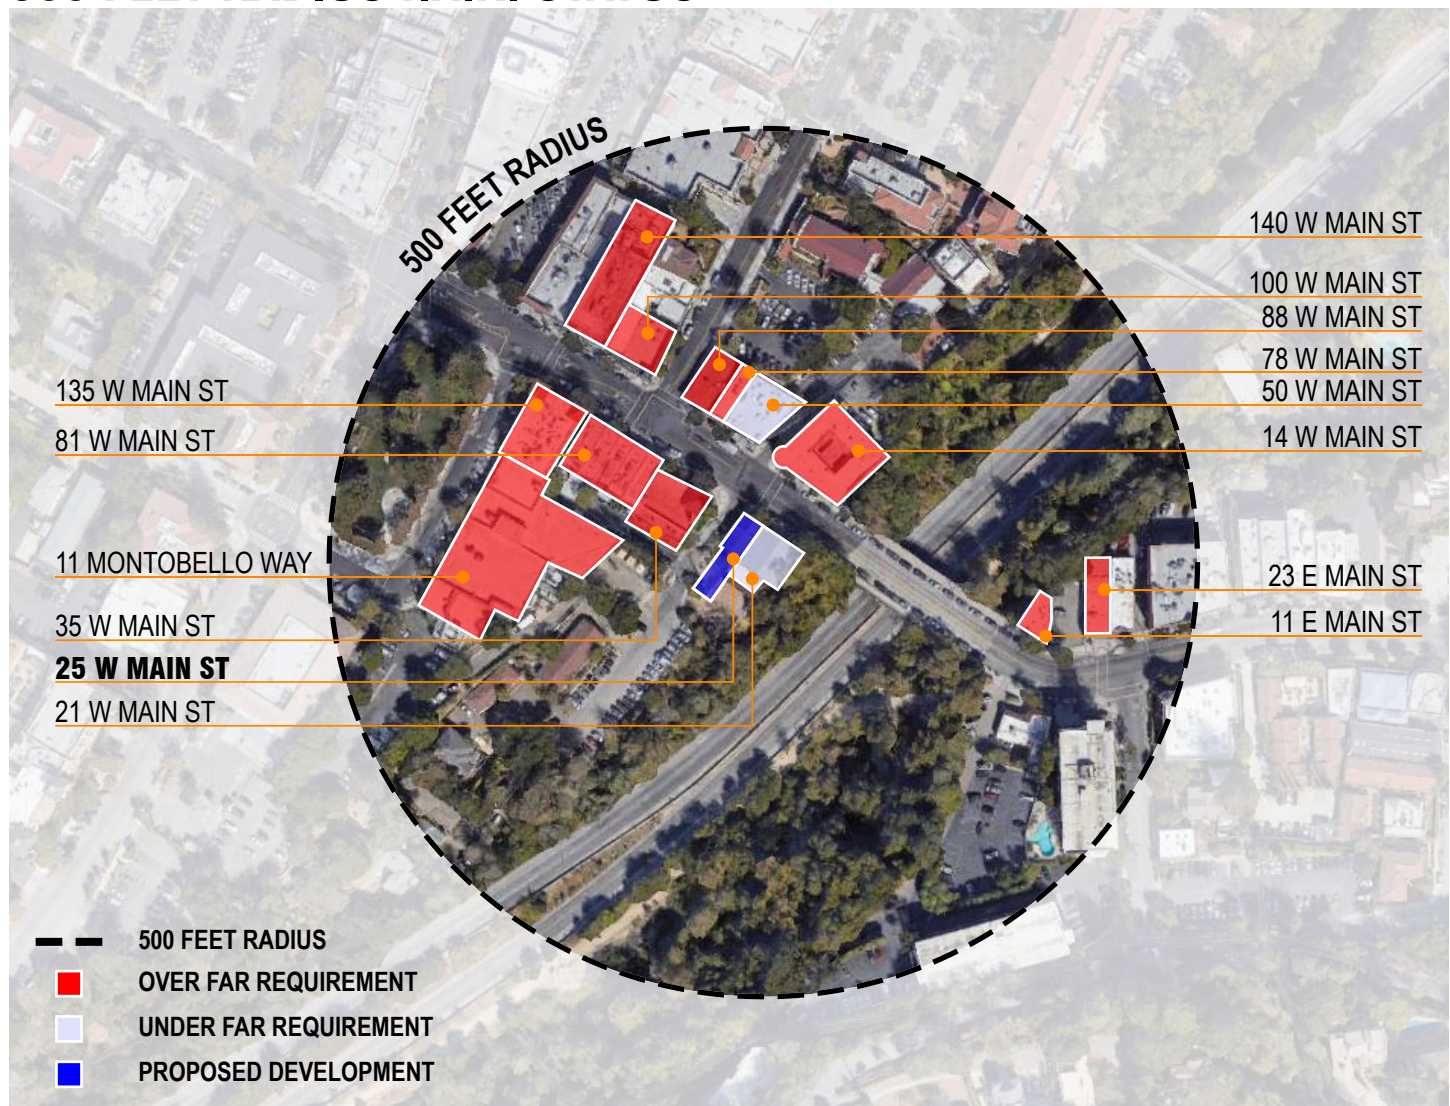 500 FEET RADIUS
140 W MAIN ST
100 W MAIN ST
88 W MAIN ST
78 W MAIN ST
50 W MAIN ST
14 W MAIN ST
23 E MAIN ST
11 E MAIN ST
135 W MAIN ST
81 W MAIN ST
11 MONTOBELLO WAY
35 W MAIN ST
25 W MAIN ST
21 W MAIN ST
500 FEET RADIUS
OVER FAR REQUIREMENT
UNDER FAR REQUIREMENT
PROPOSED DEVELOPMENT